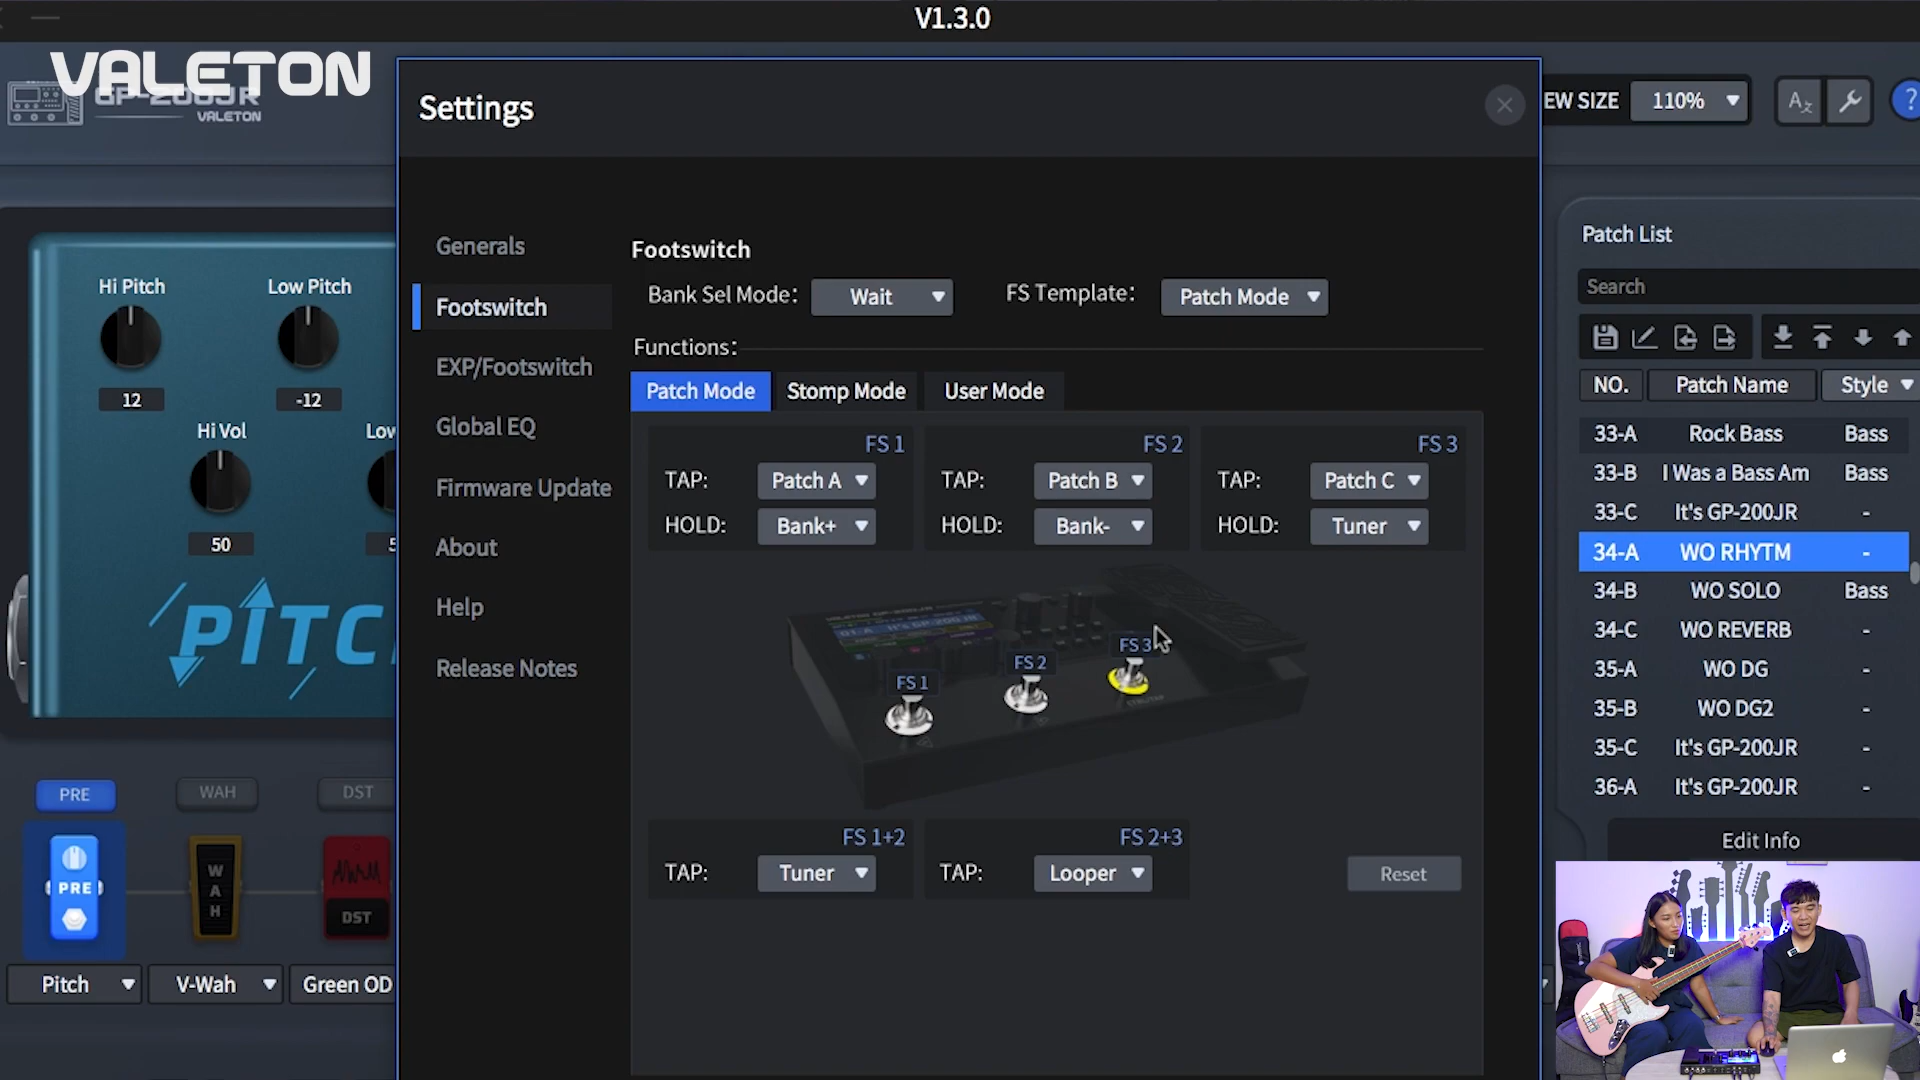 V1.3.0
VALETON
GP-200JR
VALETON
Settings
EW SIZE
110%
?
Generals
Footswitch
EXP/Footswitch
Global EQ
Firmware Update
About
Help
Release Notes
Footswitch
Bank Sel Mode:
Wait
FS Template:
Patch Mode
Functions:
Patch Mode
Stomp Mode
User Mode
FS 1
TAP: Patch A
HOLD: Bank+
FS 2
TAP: Patch B
HOLD: Bank-
FS 3
TAP: Patch C
HOLD: Tuner
FS 1
FS 2
FS 3
FS 1+2
TAP: Tuner
FS 2+3
TAP: Looper
Reset
Hi Pitch
Low Pitch
12
-12
Hi Vol
Low
50
5
PITC
PRE
WAH
DST
PRE
WAH
DST
Pitch
V-Wah
Green OD
Patch List
Search
NO. Patch Name Style
33-A Rock Bass Bass
33-B I Was a Bass Am Bass
33-C It's GP-200JR -
34-A WO RHYTM -
34-B WO SOLO Bass
34-C WO REVERB -
35-A WO DG -
35-B WO DG2 -
35-C It's GP-200JR -
36-A It's GP-200JR -
Edit Info